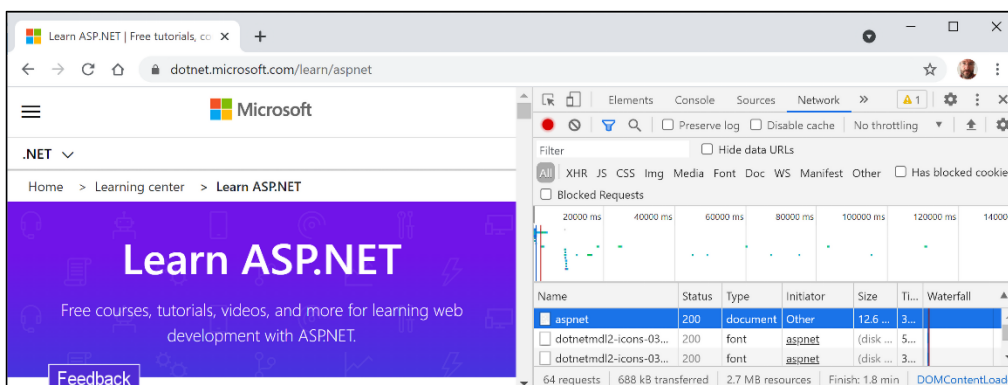 Learn ASP.NET | Free tutorials, co
dotnet.microsoft.com/learn/aspnet
Microsoft
.NET
Home > Learning center > Learn ASP.NET
Learn ASP.NET
Free courses, tutorials, videos, and more for learning web
development with ASP.NET.
Feedback
Elements Console Sources Network » 1
Preserve log Disable cache No throttling
Filter Hide data URLs
All XHR JS CSS Img Media Font Doc WS Manifest Other Has blocked cookie
Blocked Requests
20000 ms 40000 ms 60000 ms 80000 ms 100000 ms 120000 ms 14000
Name Status Type Initiator Size Ti... Waterfall
aspnet 200 document Other 12.6 ... 3...
dotnetmdl2-icons-03... 200 font aspnet (disk ... 5...
dotnetmdl2-icons-03... 200 font aspnet (disk ... 3...
64 requests 688 kB transferred 2.7 MB resources Finish: 1.8 min DOMContentLoad